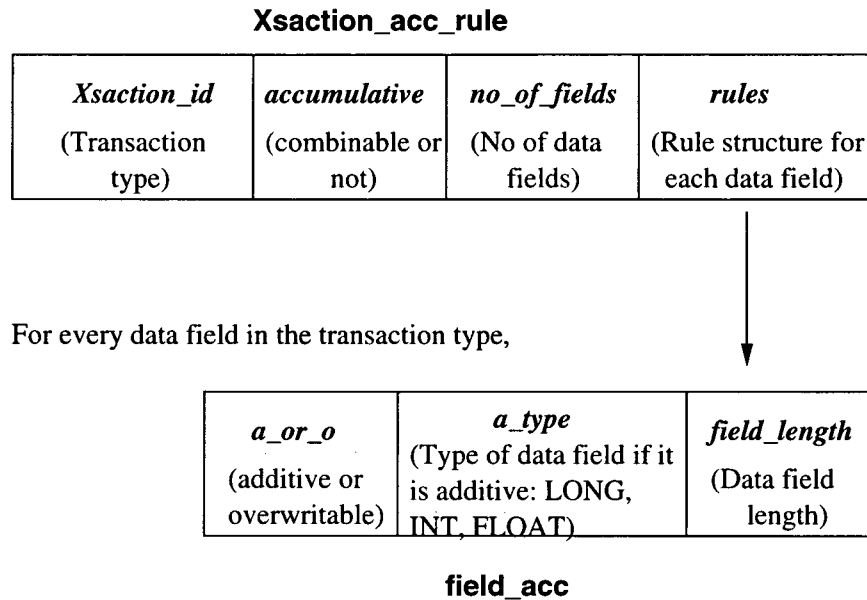 Xsaction_acc_rule
Xsaction_id
(Transaction
type)
accumulative
(combinable or
not)
no_of_fields
(No of data
fields)
rules
(Rule structure for
each data field)
For every data field in the transaction type,
a_or_o
(additive or
overwritable)
a_type
(Type of data field if it
is additive: LONG,
INT, FLOAT)
field_length
(Data field
length)
field_acc